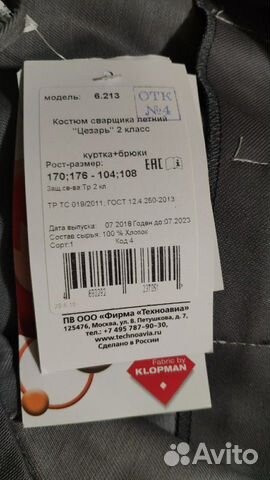 модель: 6.213
ОТК
№4
Костюм сварщика летний
"Цезарь" 2 класс
куртка+брюки
Рост-размер:
170;176 - 104;108
Защ.св-ва Тр 2 кл.
ЕАС
ТР ТС 019/2011, ГОСТ 12.4.250-2013
Дата выпуска: 07.2018 Годен до 07.2023
Состав сырья: 100 % Хлопок
Сорт:1 Код 4
ПВ ООО «Фирма «Техноавиа»
125476, Москва, ул. В. Петушкова, д. 7,
тел.: +7 495 787-90-30,
www.technoavia.ru
Сделано в России
Fabric by
KLOPMAN
Avito